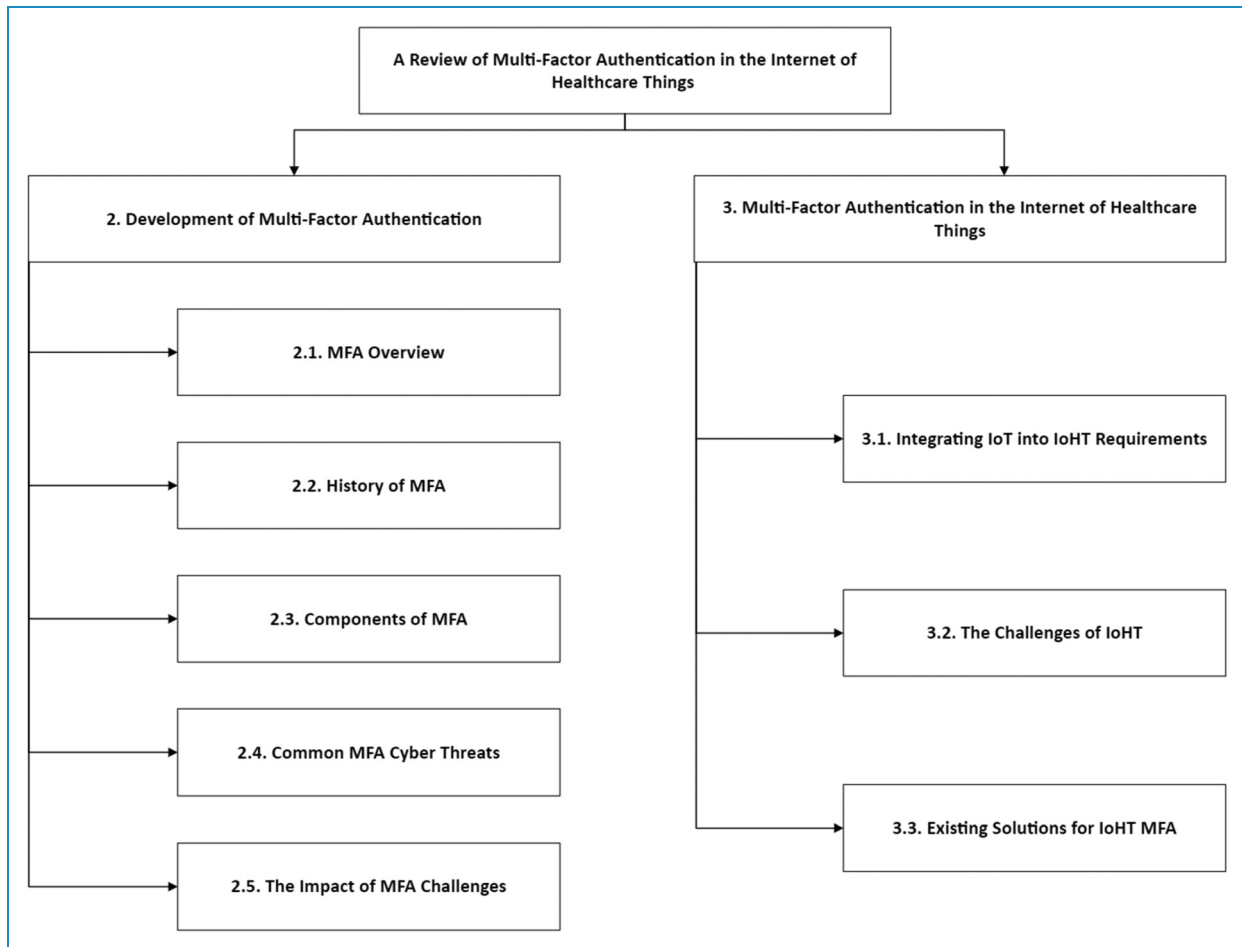 A Review of Multi-Factor Authentication in the Internet of
Healthcare Things
2. Development of Multi-Factor Authentication
2.1. MFA Overview
2.2. History of MFA
2.3. Components of MFA
2.4. Common MFA Cyber Threats
2.5. The Impact of MFA Challenges
3. Multi-Factor Authentication in the Internet of Healthcare
Things
3.1. Integrating IoT into IoHT Requirements
3.2. The Challenges of IoHT
3.3. Existing Solutions for IoHT MFA